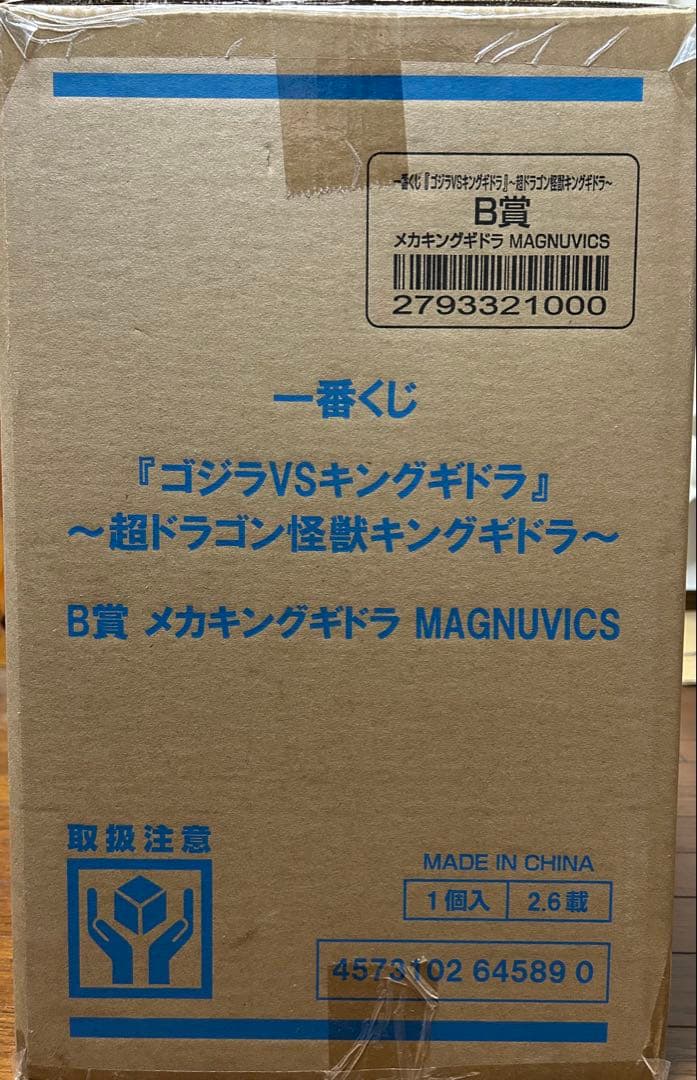 一番くじ『ゴジラVSキングギドラ』～超ドラゴン怪獣キングギドラ～
B賞
メカキングギドラ MAGNUVICS
2793321000
一番くじ
『ゴジラVSキングギドラ』
～超ドラゴン怪獣キングギドラ～
B賞 メカキングギドラ MAGNUVICS
取扱注意
MADE IN CHINA
1個入 2.6載
4573102 64589 0